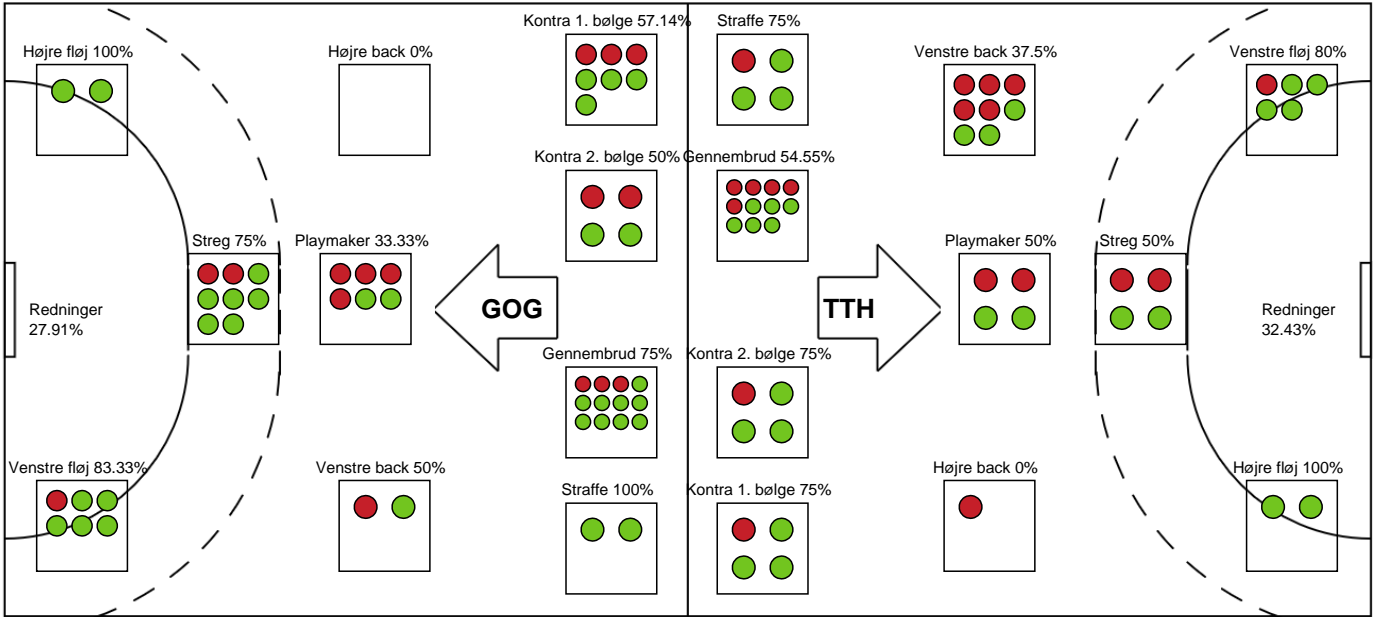 Kontra 1. bølge 57.14%
Straffe 75%
Højre fløj 100%
Højre back 0%
Venstre back 37.5%
Venstre fløj 80%
Kontra 2. bølge 50%
Gennembrud 54.55%
Streg 75%
Playmaker 33.33%
Playmaker 50%
Streg 50%
Redninger
27.91%
GOG
TTH
Redninger
32.43%
Gennembrud 75%
Kontra 2. bølge 75%
Venstre fløj 83.33%
Venstre back 50%
Straffe 100%
Kontra 1. bølge 75%
Højre back 0%
Højre fløj 100%